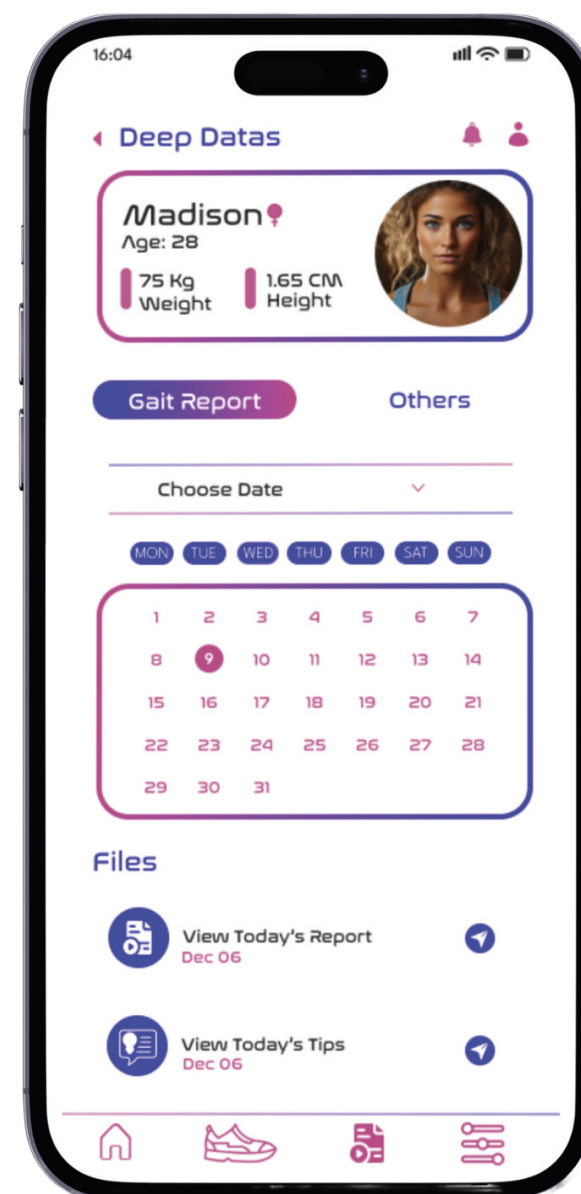 16:04
Deep Datas
Madison
Age: 28
75 Kg
Weight
1.65 CM
Height
Gait Report
Others
Choose Date
MON TUE WED THU FRI SAT SUN
1 2 3 4 5 6 7
8 9 10 11 12 13 14
15 16 17 18 19 20 21
22 23 24 25 26 27 28
29 30 31
Files
View Today's Report
Dec 06
View Today's Tips
Dec 06